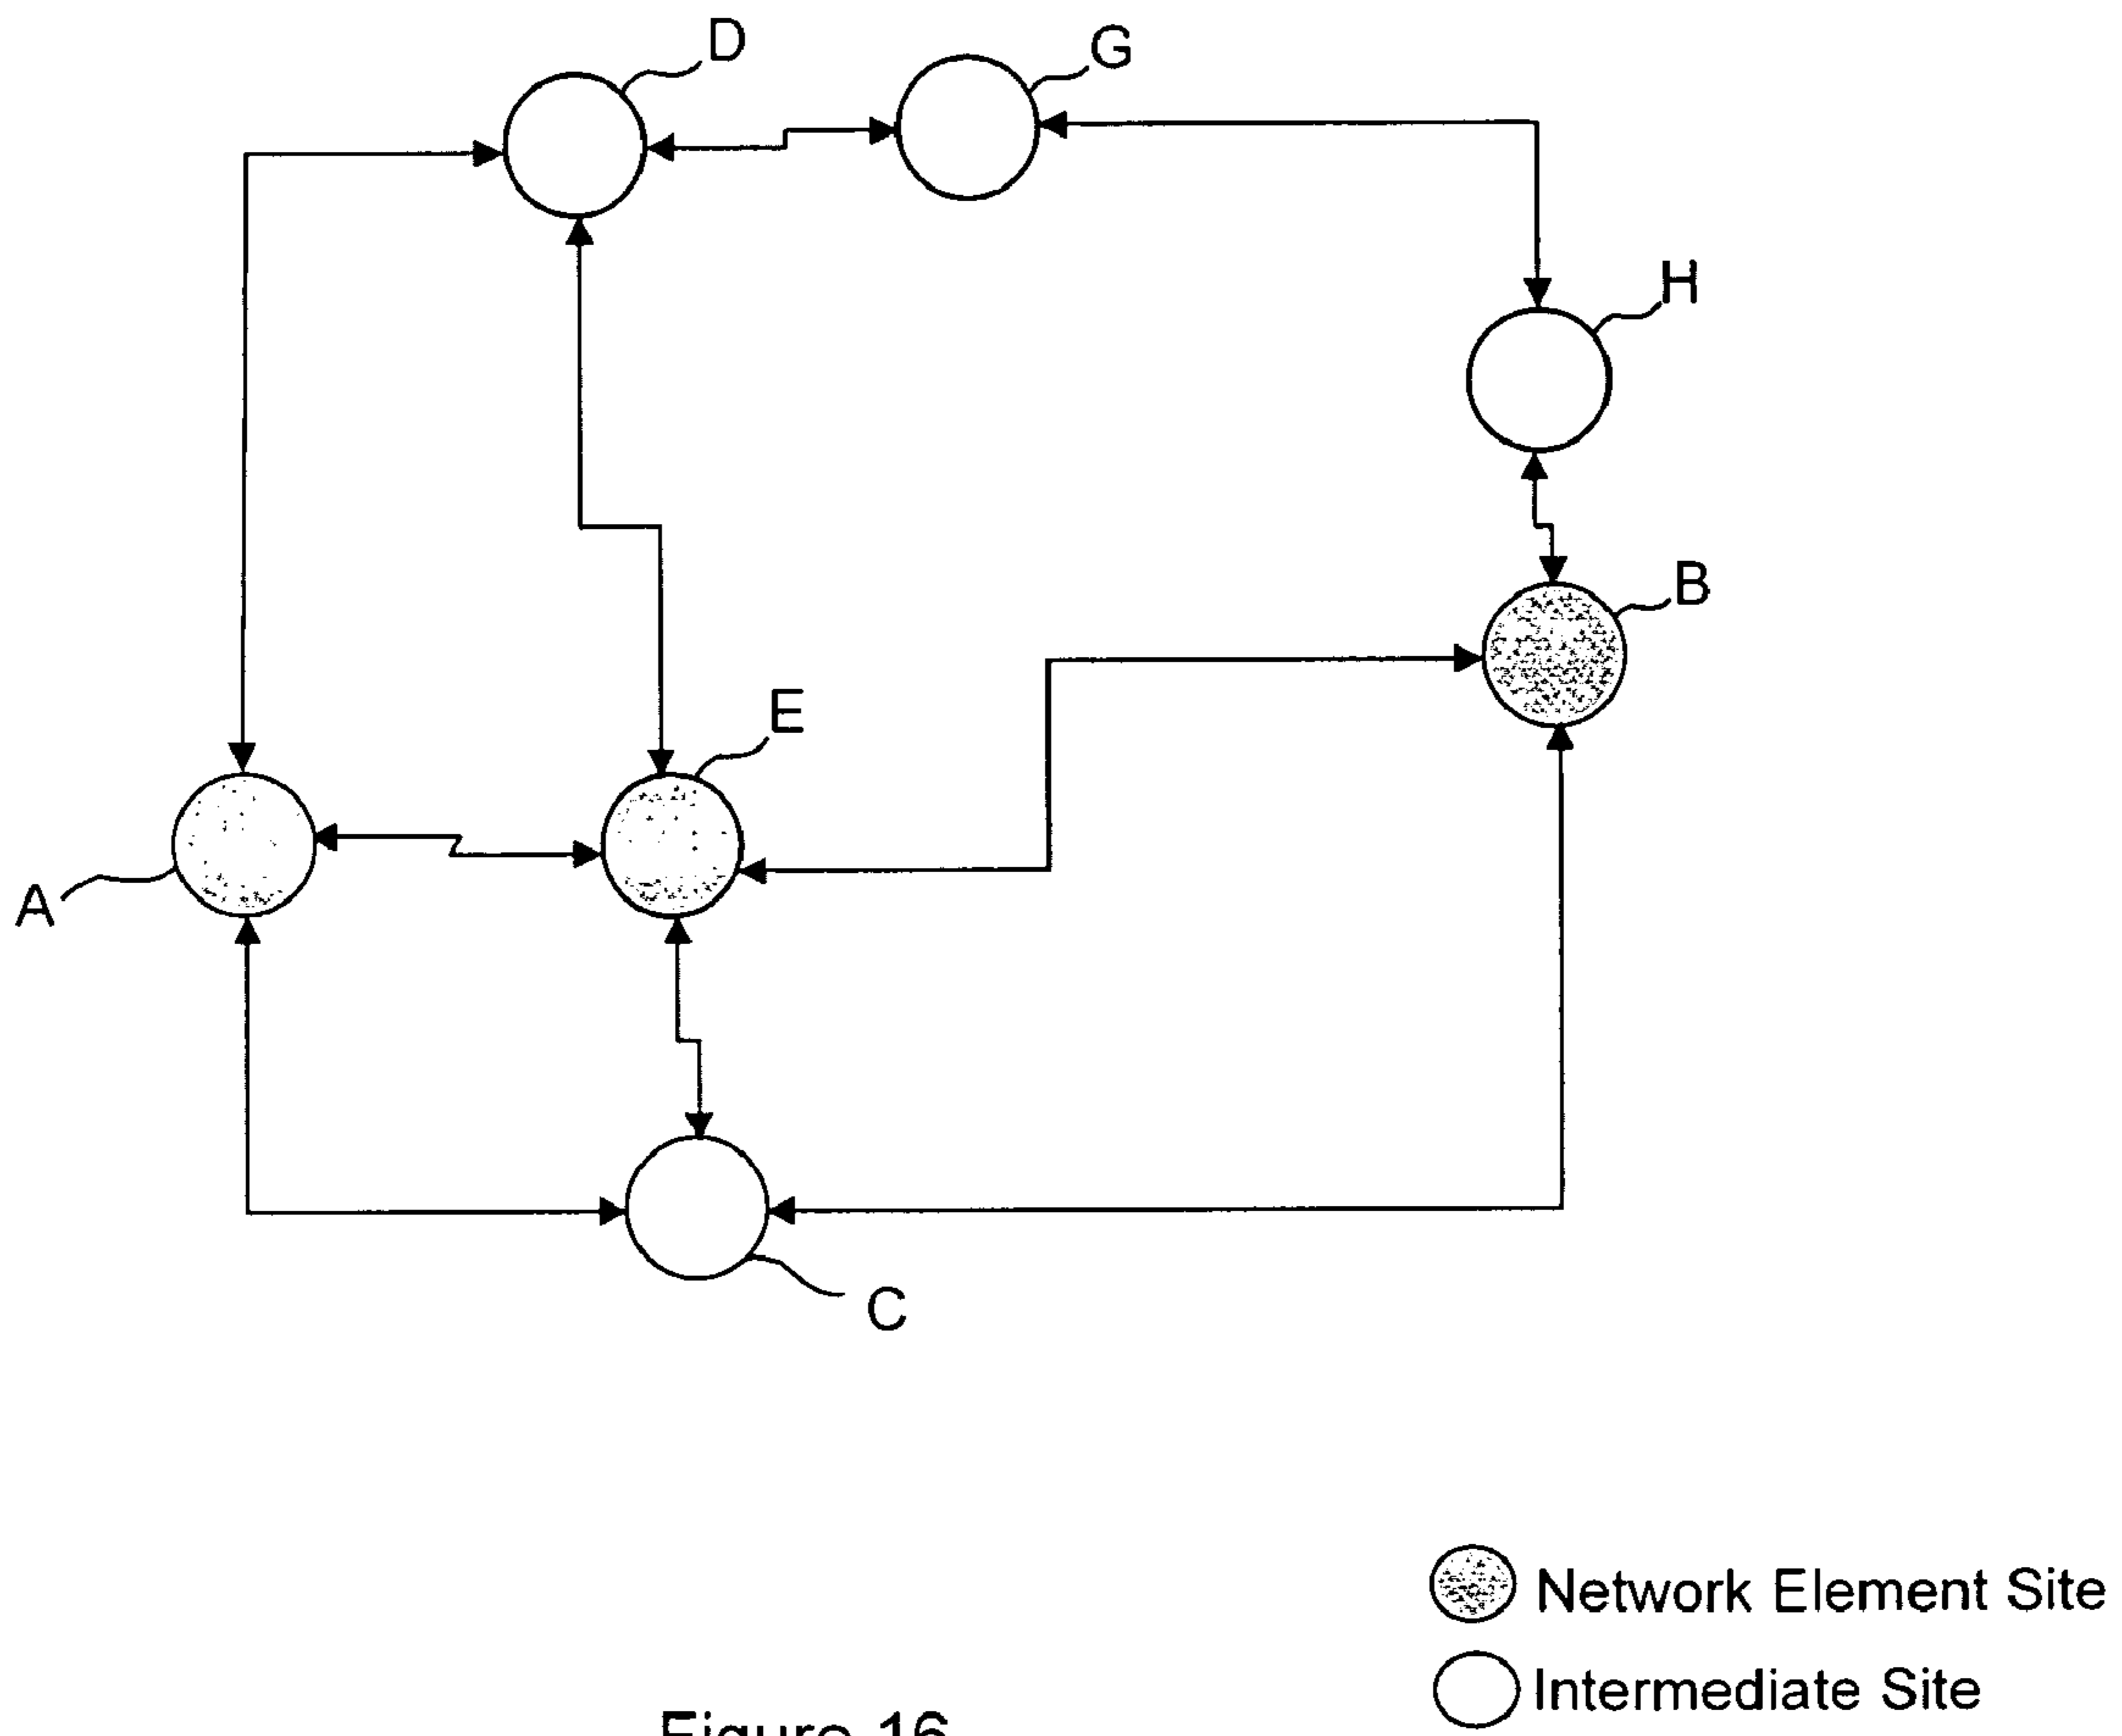 D
G
H
B
E
A
C
Network Element Site
Intermediate Site
Figure 16